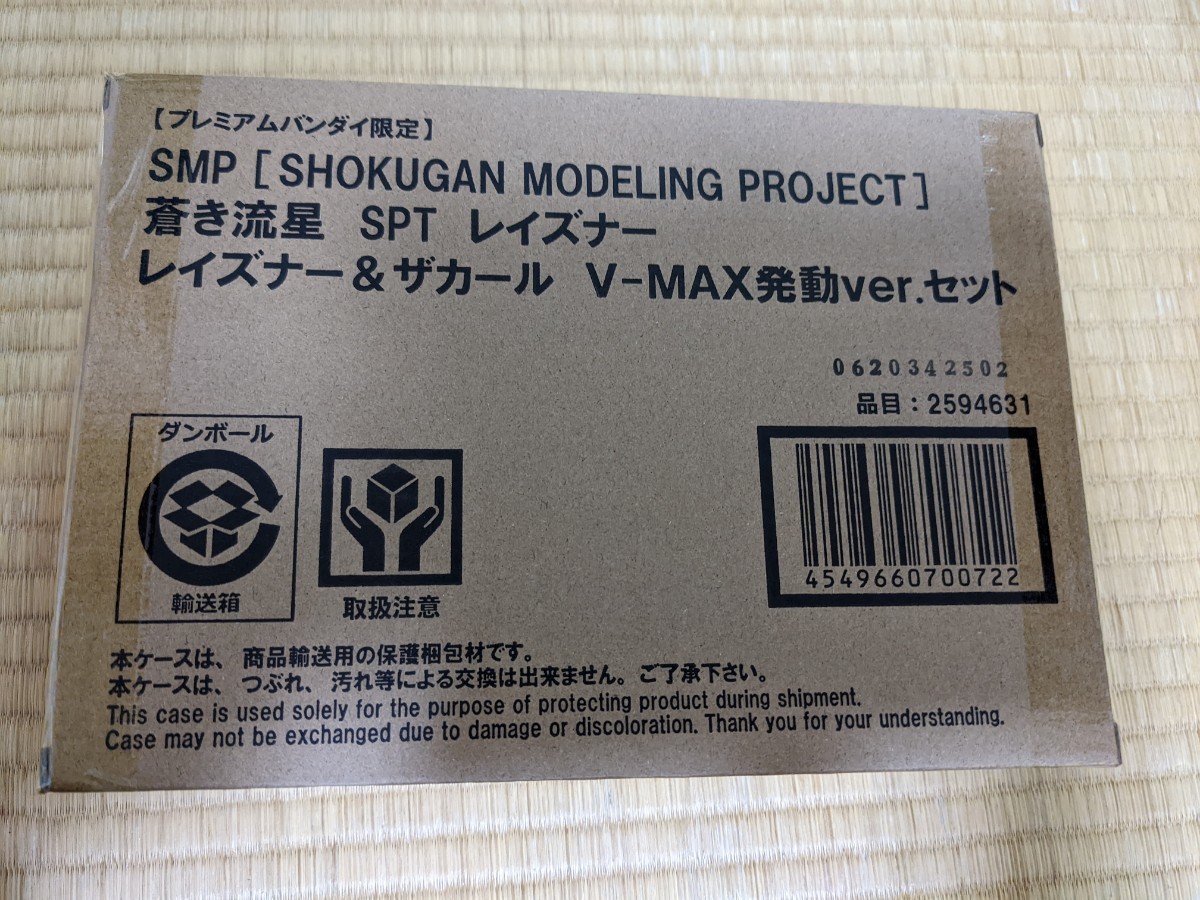 【プレミアムバンダイ限定】
SMP [SHOKUGAN MODELING PROJECT]
蒼き流星 SPT レイズナー
レイズナー＆ザカール V-MAX発動ver.セット
0620342502
品目：2594631
ダンボール
輸送箱
取扱注意
4549660700722
本ケースは、商品輸送用の保護梱包材です。
本ケースは、つぶれ、汚れ等による交換は出来ません。ご了承下さい。
This case is used solely for the purpose of protecting product during shipment.
Case may not be exchanged due to damage or discoloration. Thank you for your understanding.